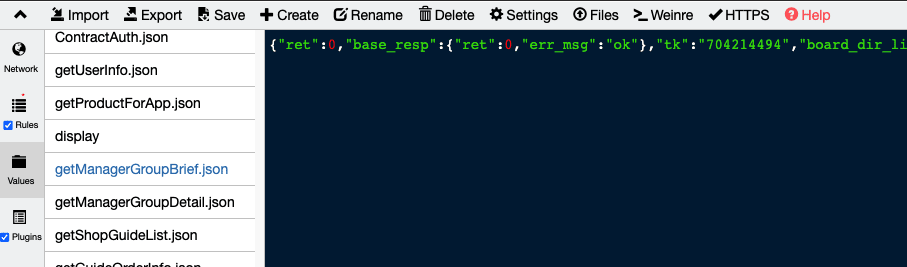 Import Export Save Create Rename Delete Settings Files Weinre HTTPS Help
Network
Rules
Values
Plugins
ContractAuth.json
getUserInfo.json
getProductForApp.json
display
getManagerGroupBrief.json
getManagerGroupDetail.json
getShopGuideList.json
getGuideOrderInfo.json
{"ret":0,"base_resp":{"ret":0,"err_msg":"ok"},"tk":"704214494","board_dir_li